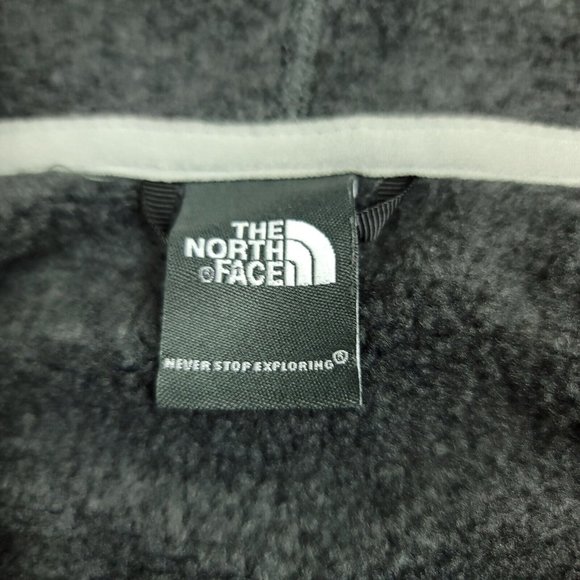 THE
NORTH
®FACE
NEVER STOP EXPLORING®